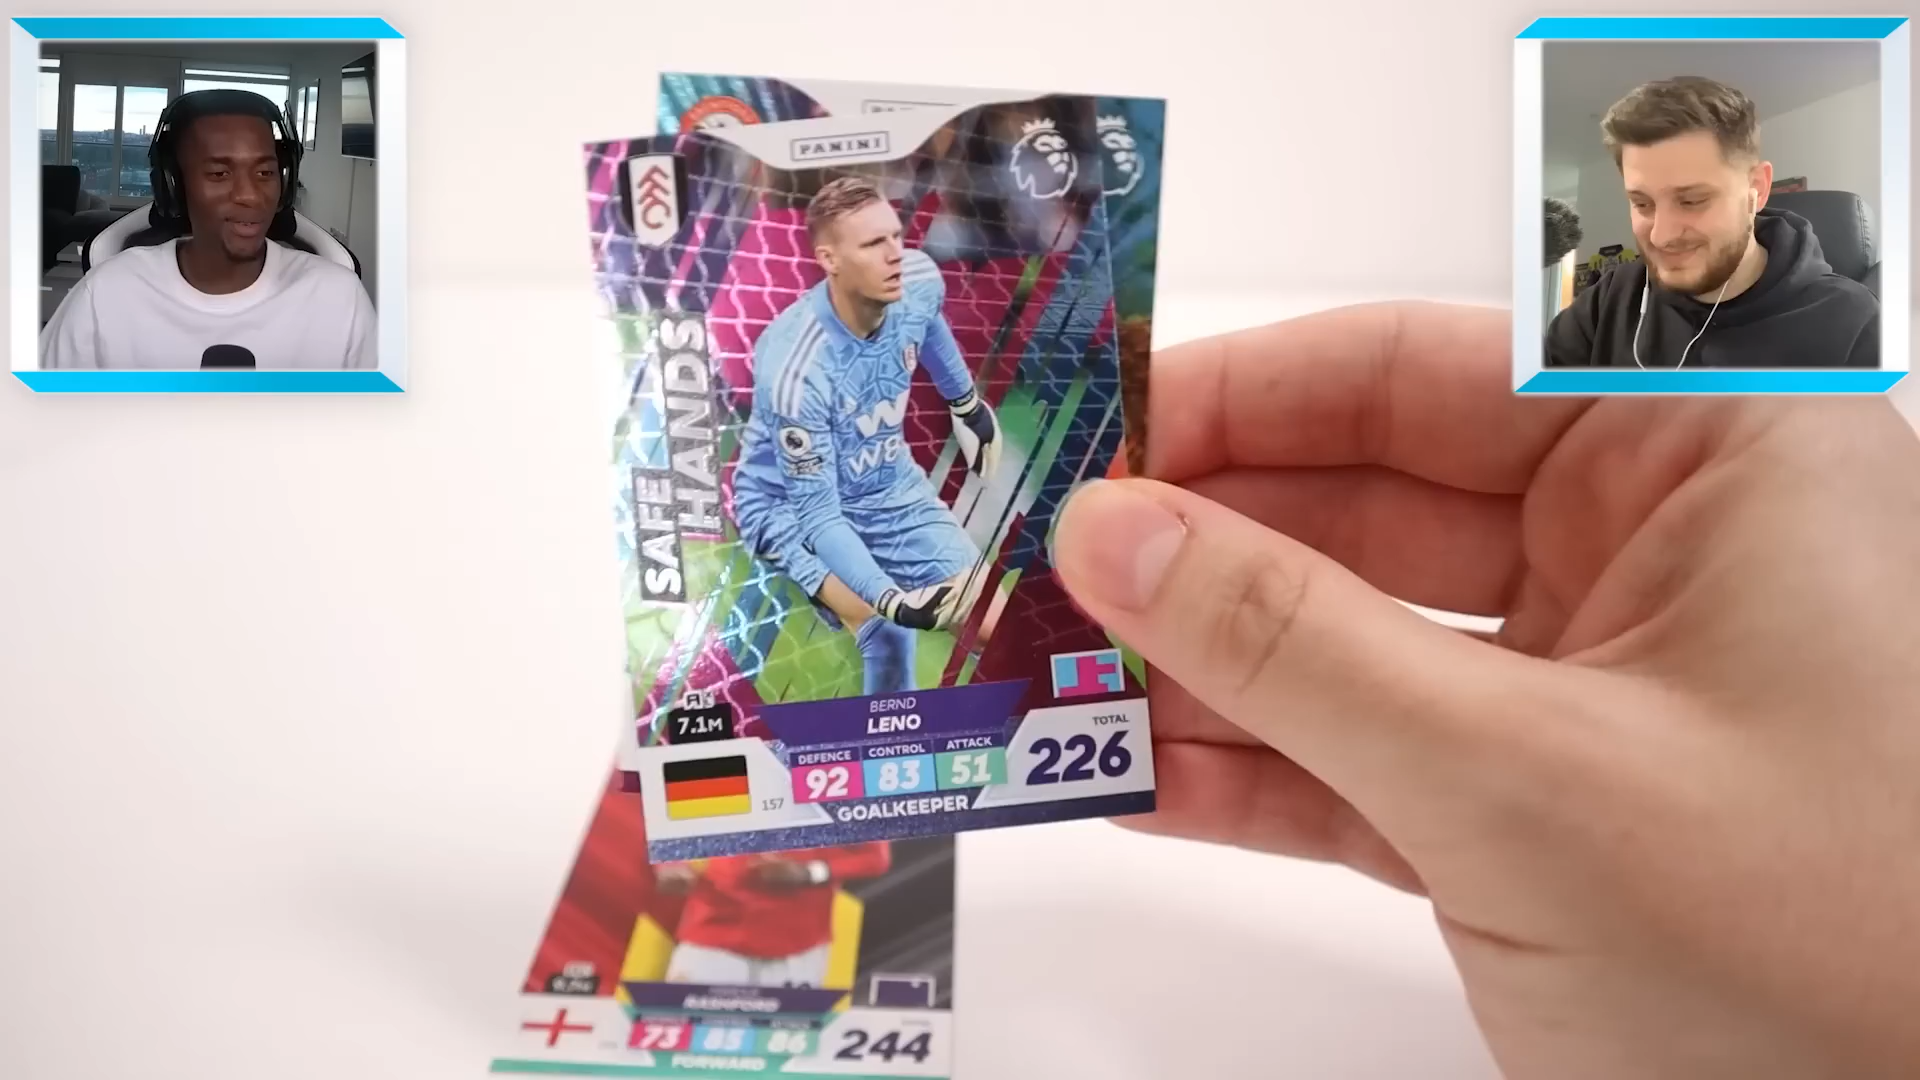 PANINI
FFC
SAFE
HANDS
7.1M
BERND
LENO
DEFENCE
CONTROL
ATTACK
TOTAL
92
83
51
226
157
GOALKEEPER
RASHFORD
73
85
86
244
FORWARD